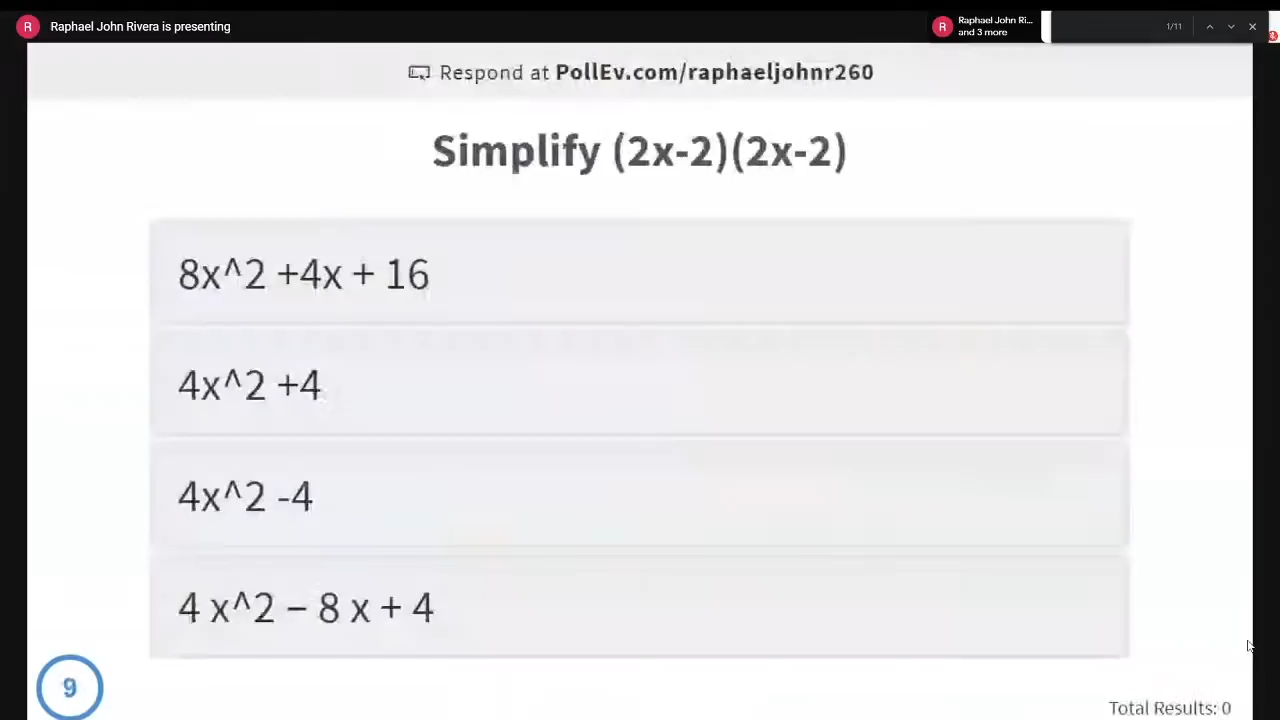 R Raphael John Rivera is presenting
R Raphael John Ri...
and 3 more
1/11
Respond at PollEv.com/raphaeljohnr260
Simplify (2x-2)(2x-2)
8x^2 +4x + 16
4x^2 +4
4x^2 -4
4 x^2 – 8 x + 4
9
Total Results: 0